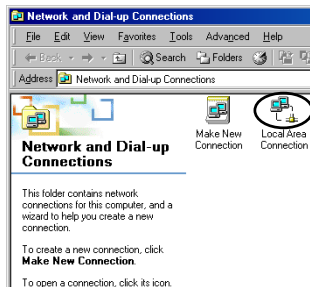 Network and Dial-up Connections
File Edit View Favorites Tools Advanced Help
Back Search Folders
Address Network and Dial-up Connections
Make New Connection
Local Area Connection
Network and Dial-up
Connections
This folder contains network
connections for this computer, and a
wizard to help you create a new
connection.
To create a new connection, click
Make New Connection.
To open a connection, click its icon.